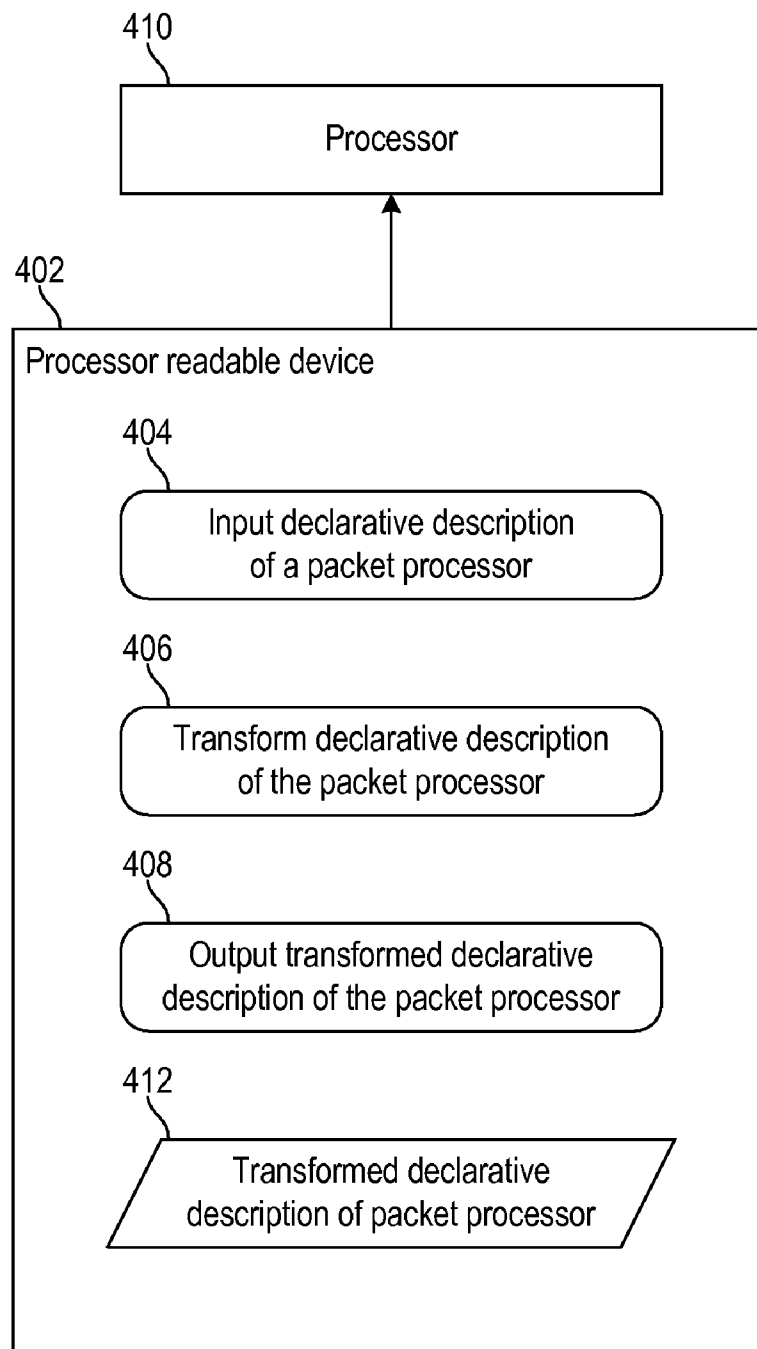 410
Processor
402
Processor readable device
404
Input declarative description
of a packet processor
406
Transform declarative description
of the packet processor
408
Output transformed declarative
description of the packet processor
412
Transformed declarative
description of packet processor